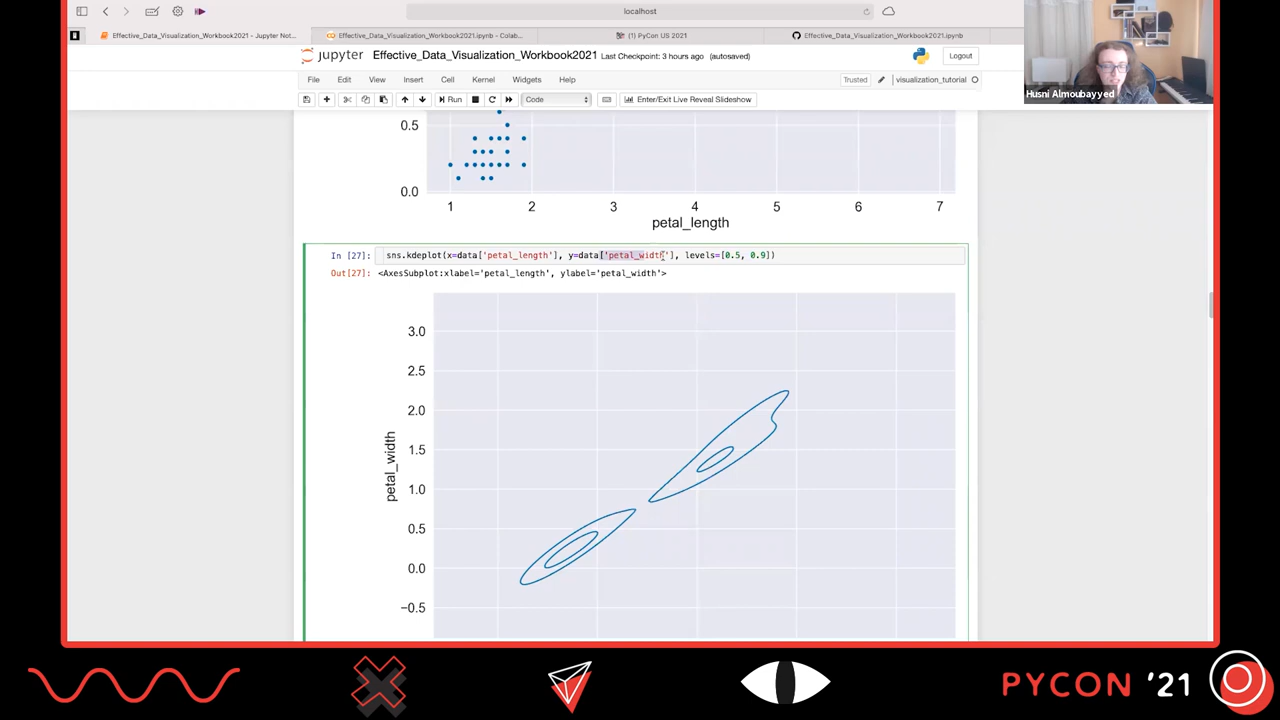 localhost
Effective_Data_Visualization_Workbook2021 - Jupyter Not...
Effective_Data_Visualization_Workbook2021.ipynb - Colab...
(11) PyCon US 2021
Effective_Data_Visualization_Workbook2021.ipynb
jupyter Effective_Data_Visualization_Workbook2021 Last Checkpoint: 3 hours ago (autosaved)
Logout
File Edit View Insert Cell Kernel Widgets Help
Trusted visualization_tutorial
Run Code Enter/Exit Live Reveal Slideshow
Husni Almoubayyed
0.5
0.0
1 2 3 4 5 6 7
petal_length
In [27]: sns.kdeplot(x=data['petal_length'], y=data['petal_width'], levels=[0.5, 0.9])
Out[27]: <AxesSubplot:xlabel='petal_length', ylabel='petal_width'>
3.0
2.5
2.0
1.5
1.0
0.5
0.0
−0.5
petal_width
PYCON '21